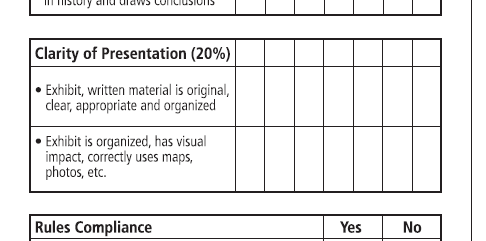 in history and draws conclusions
Clarity of Presentation (20%)
• Exhibit, written material is original,
clear, appropriate and organized
• Exhibit is organized, has visual
impact, correctly uses maps,
photos, etc.
Rules Compliance Yes No